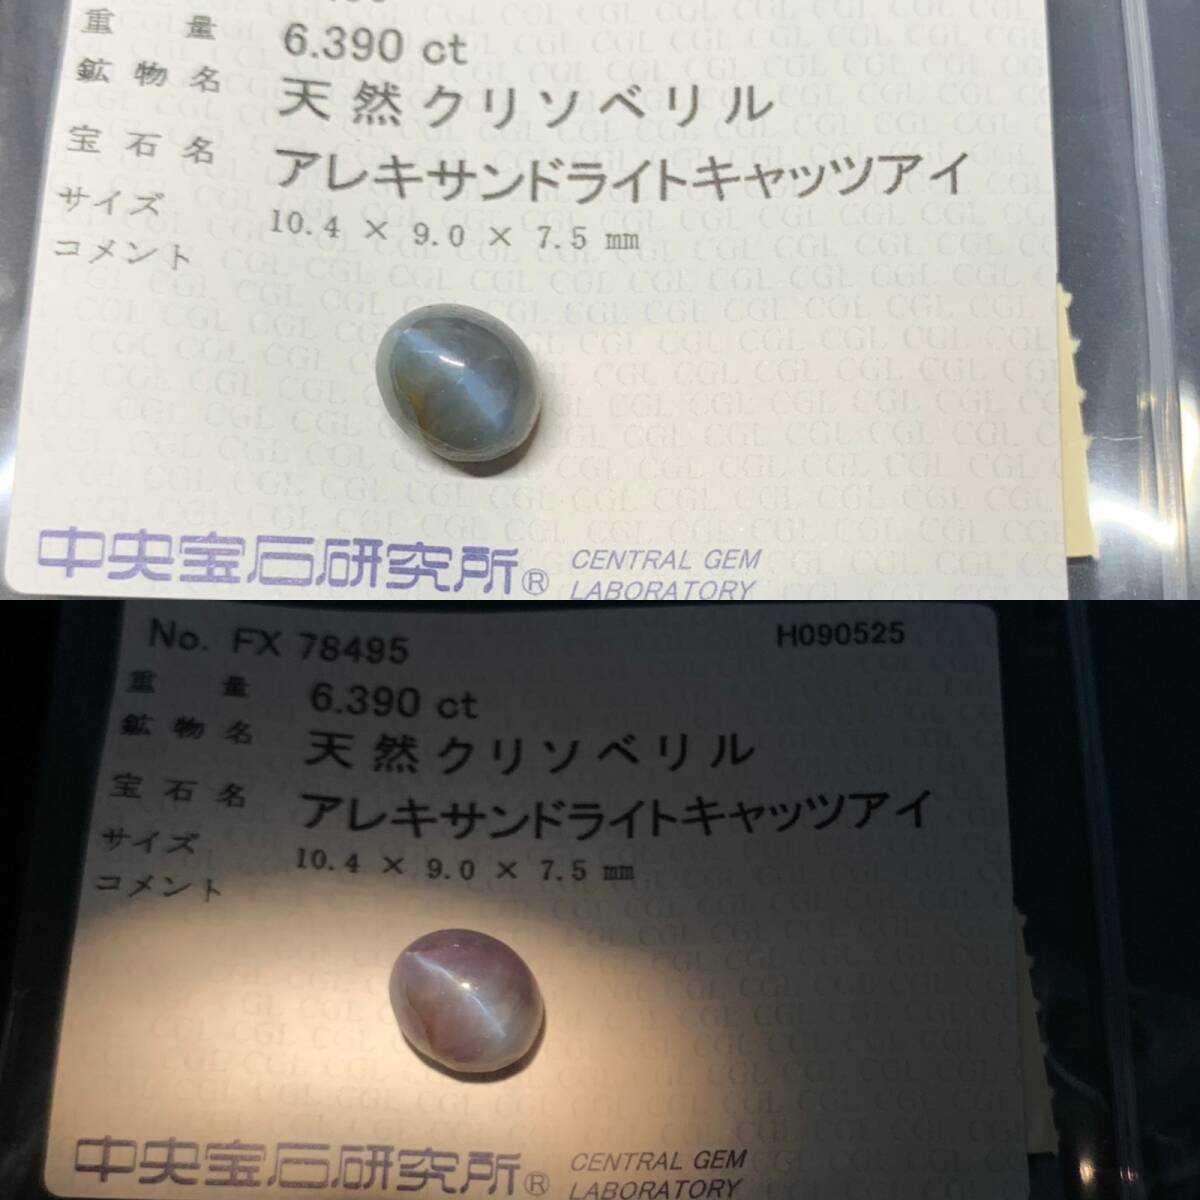 重量 6.390 ct
鉱物名 天然クリソベリル
宝石名 アレキサンドライトキャッツアイ
サイズ 10.4 × 9.0 × 7.5 mm
コメント
中央宝石研究所® CENTRAL GEM
LABORATORY
No. FX 78495 H090525
重量 6.390 ct
鉱物名 天然クリソベリル
宝石名 アレキサンドライトキャッツアイ
サイズ 10.4 × 9.0 × 7.5 mm
コメント
中央宝石研究所® CENTRAL GEM
LABORATORY